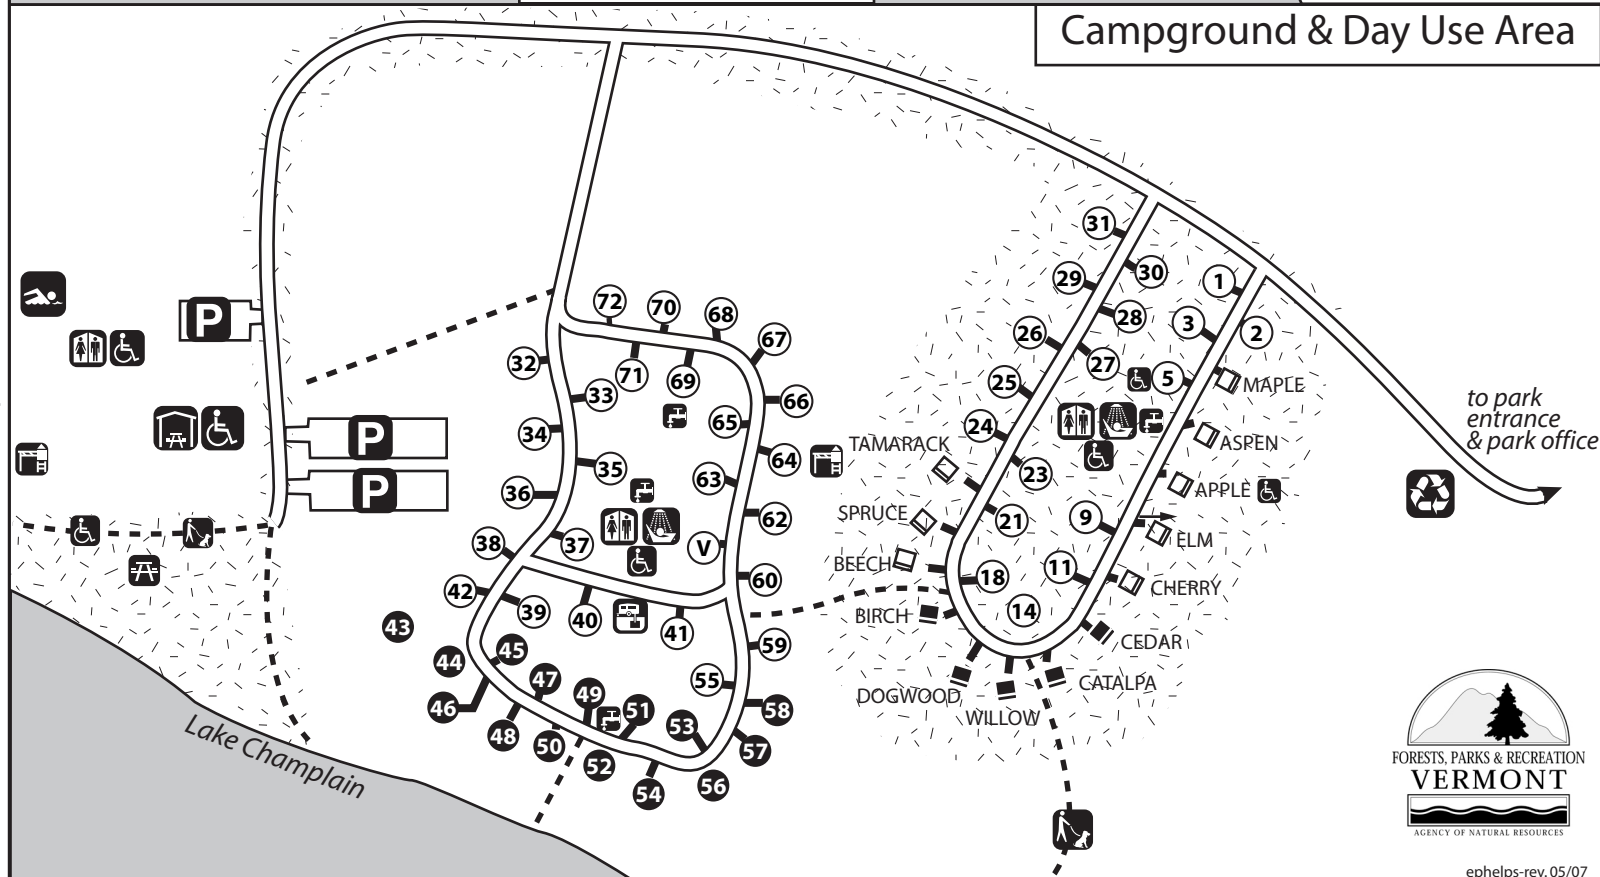 Campground & Day Use Area
31
30
1
29
3
2
28
72
70
68
26
27
67
P
32
71
69
25
5
MAPLE
33
66
to park
65
24
entrance
34
P
TAMARACK
ASPEN
& park office
64
35
23
63
36
P
APPLE
SPRUCE
21
9
62
38
37
V
ELM
BEECH
18
11
60
CHERRY
42
39
40
BIRCH
14
43
41
CEDAR
45
59
44
47
55
CATALPA
46
49
51
DOGWOOD
58
WILLOW
48
53
50
57
Lake Champlain
52
54
56
FORESTS, PARKS & RECREATION
VERMONT
AGENCY OF NATURAL RESOURCES
ephelps-rev. 05/07